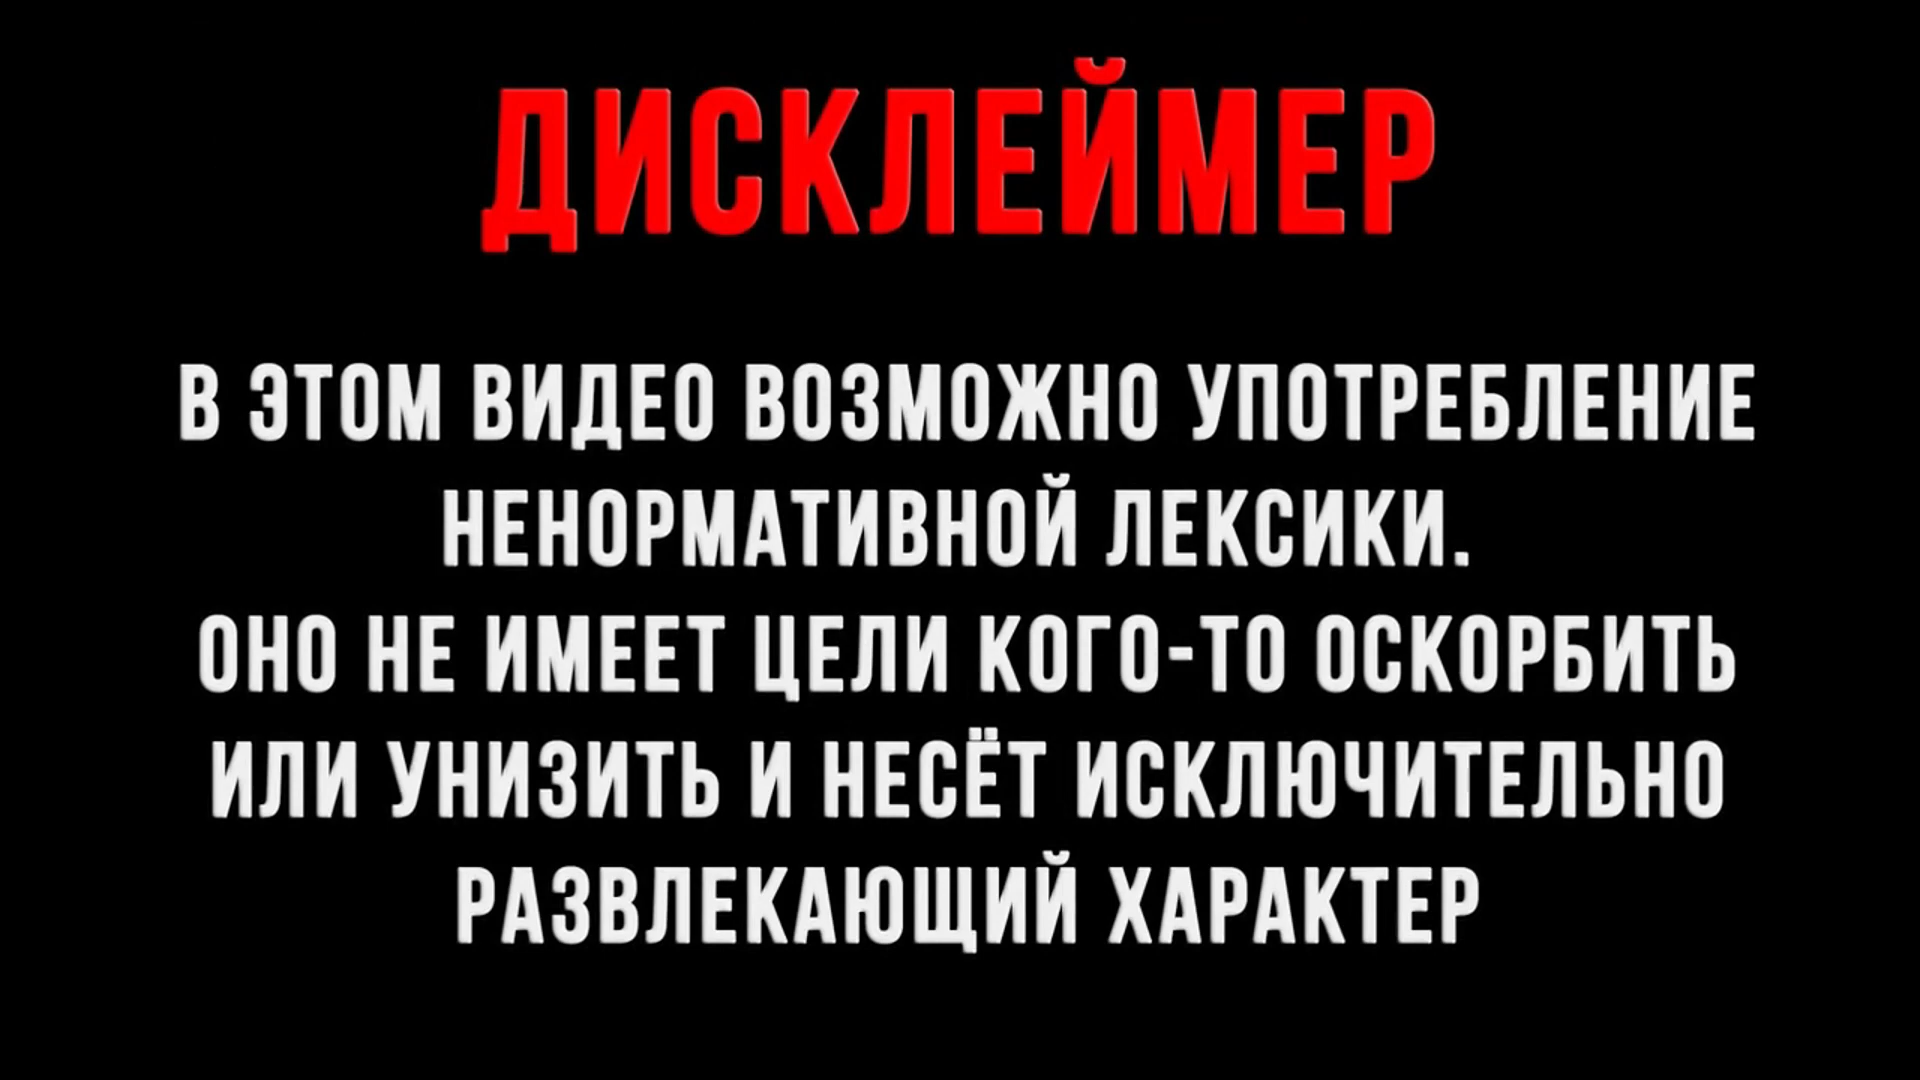 ДИСКЛЕЙМЕР
В ЭТОМ ВИДЕО ВОЗМОЖНО УПОТРЕБЛЕНИЕ
НЕНОРМАТИВНОЙ ЛЕКСИКИ.
ОНО НЕ ИМЕЕТ ЦЕЛИ КОГО-ТО ОСКОРБИТЬ
ИЛИ УНИЗИТЬ И НЕСЁТ ИСКЛЮЧИТЕЛЬНО
РАЗВЛЕКАЮЩИЙ ХАРАКТЕР